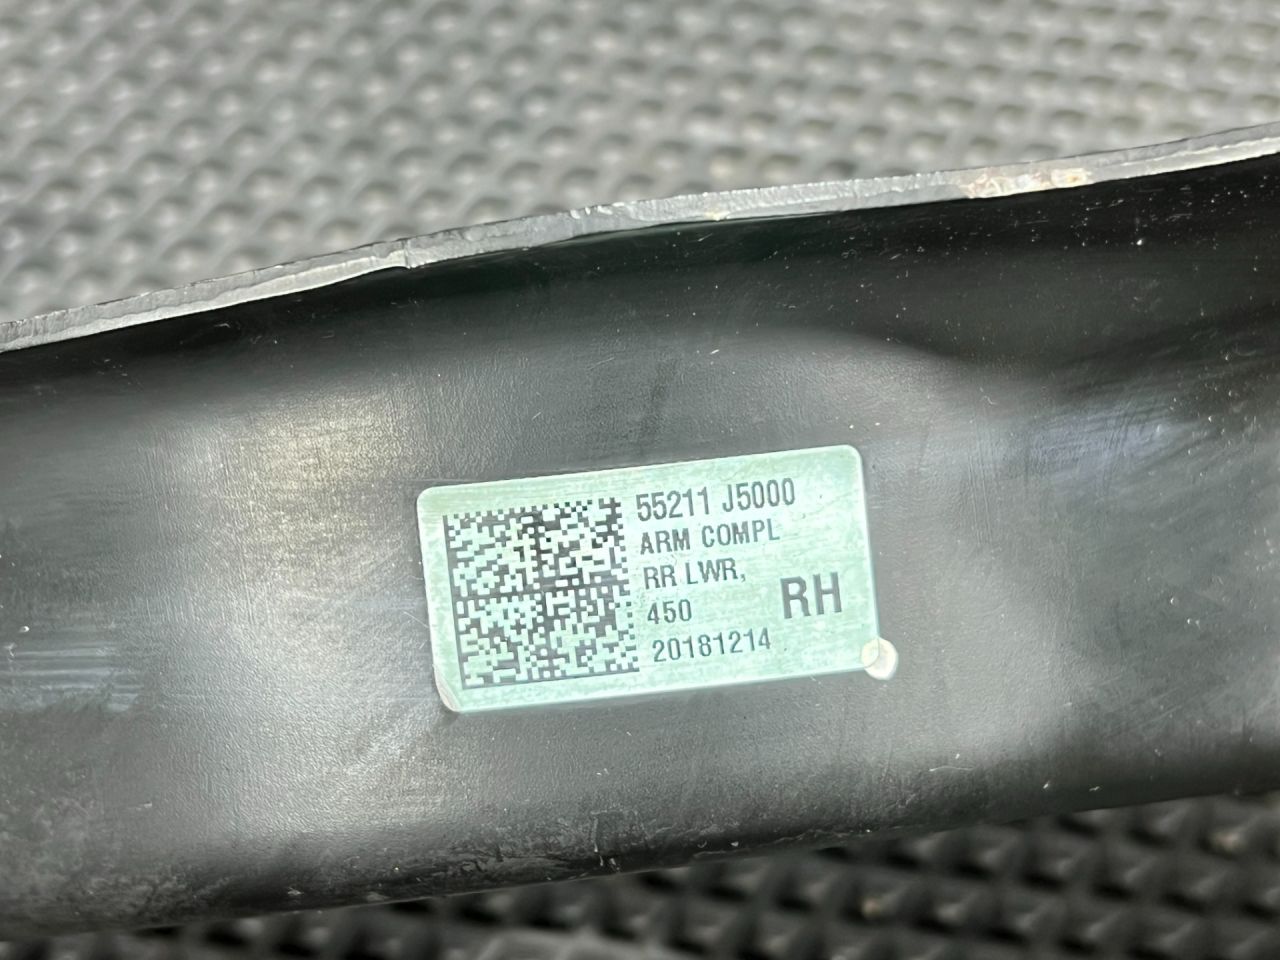 55211 J5000
ARM COMPL
RR LWR,
450
RH
20181214